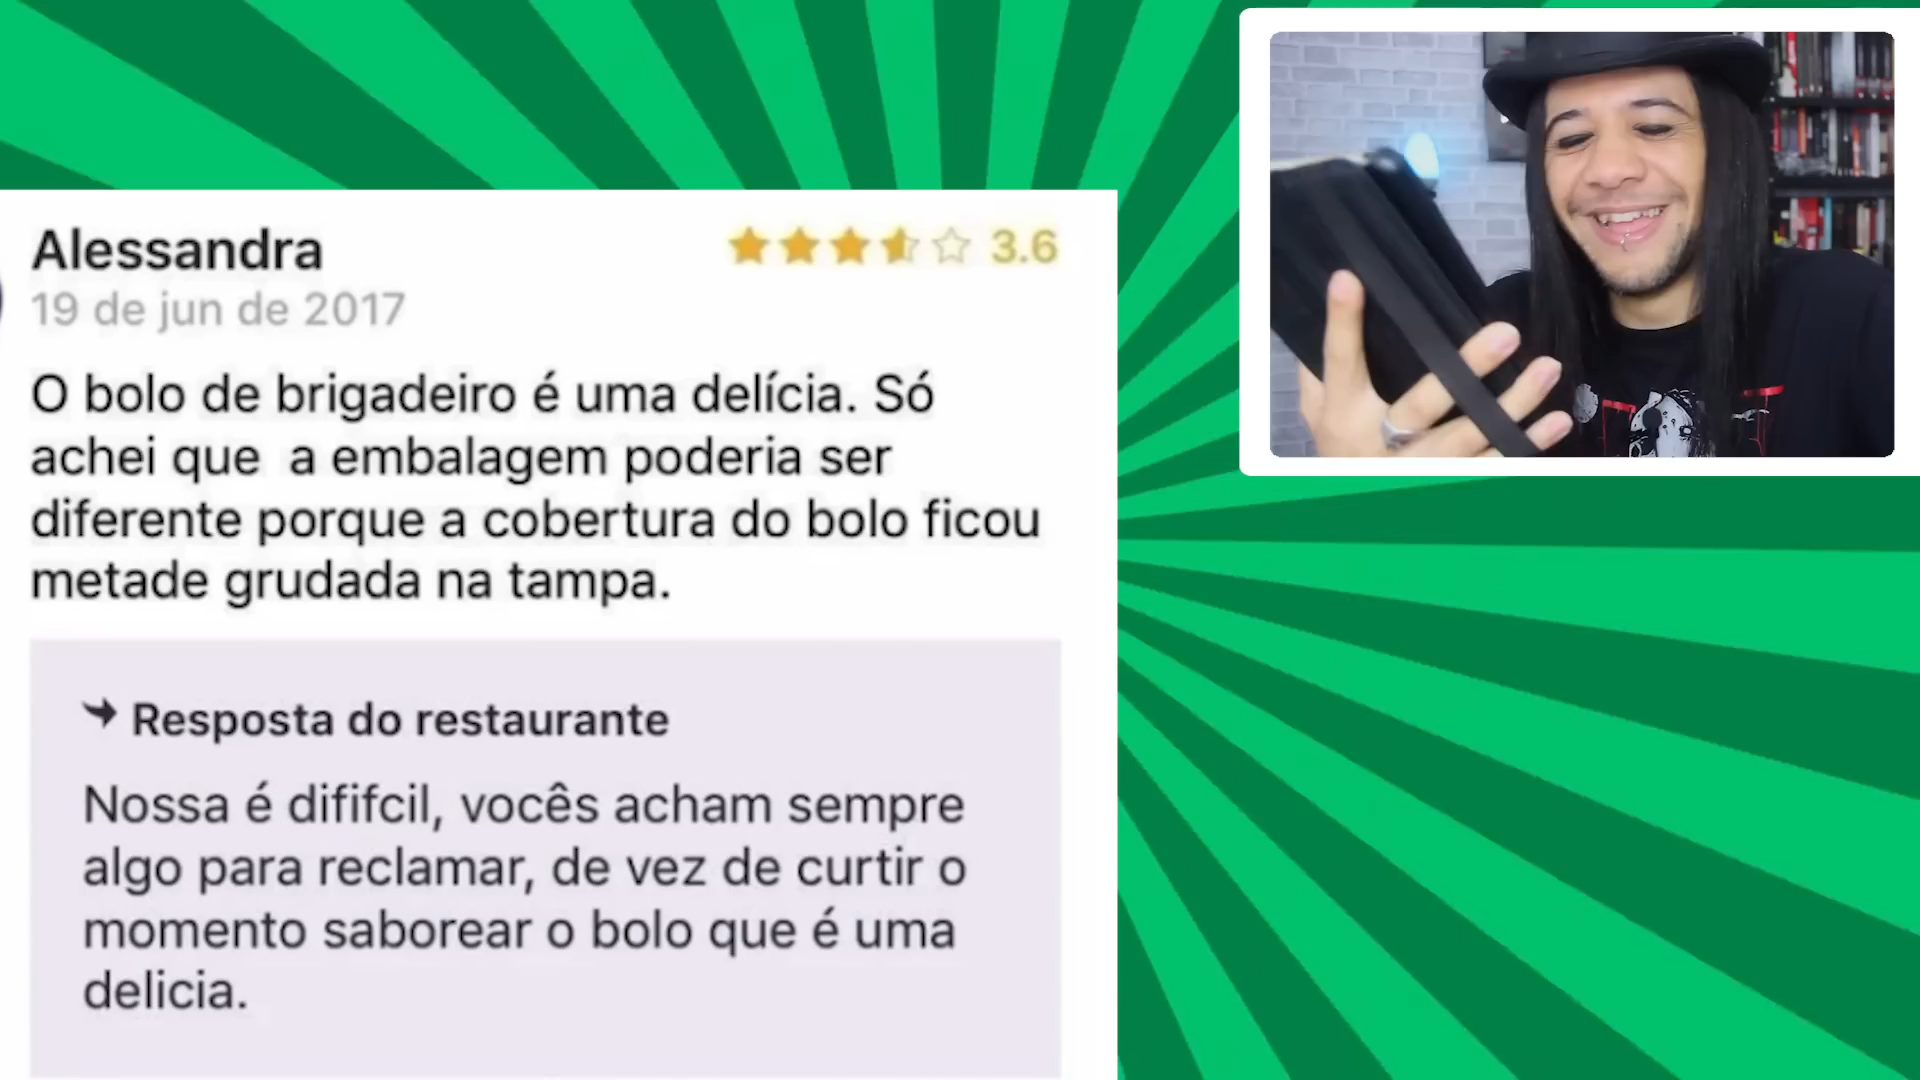 Alessandra
3.6
19 de jun de 2017
O bolo de brigadeiro é uma delícia. Só
achei que a embalagem poderia ser
diferente porque a cobertura do bolo ficou
metade grudada na tampa.
Resposta do restaurante
Nossa é dififcil, vocês acham sempre
algo para reclamar, de vez de curtir o
momento saborear o bolo que é uma
delicia.